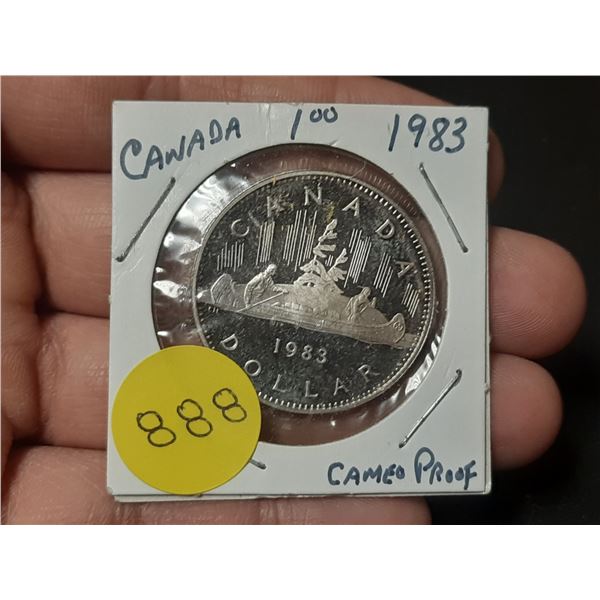 CANADA 1.00 1983
CANADA
1983
DOLLAR
888
CAMEO PROOF